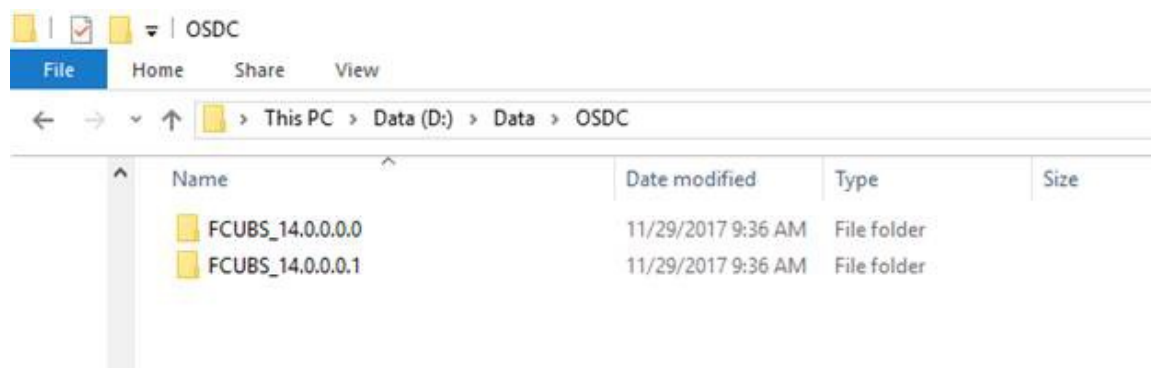 OSDC
File Home Share View
This PC > Data (D:) > Data > OSDC
Name Date modified Type Size
FCUBS_14.0.0.0.0 11/29/2017 9:36 AM File folder
FCUBS_14.0.0.0.1 11/29/2017 9:36 AM File folder